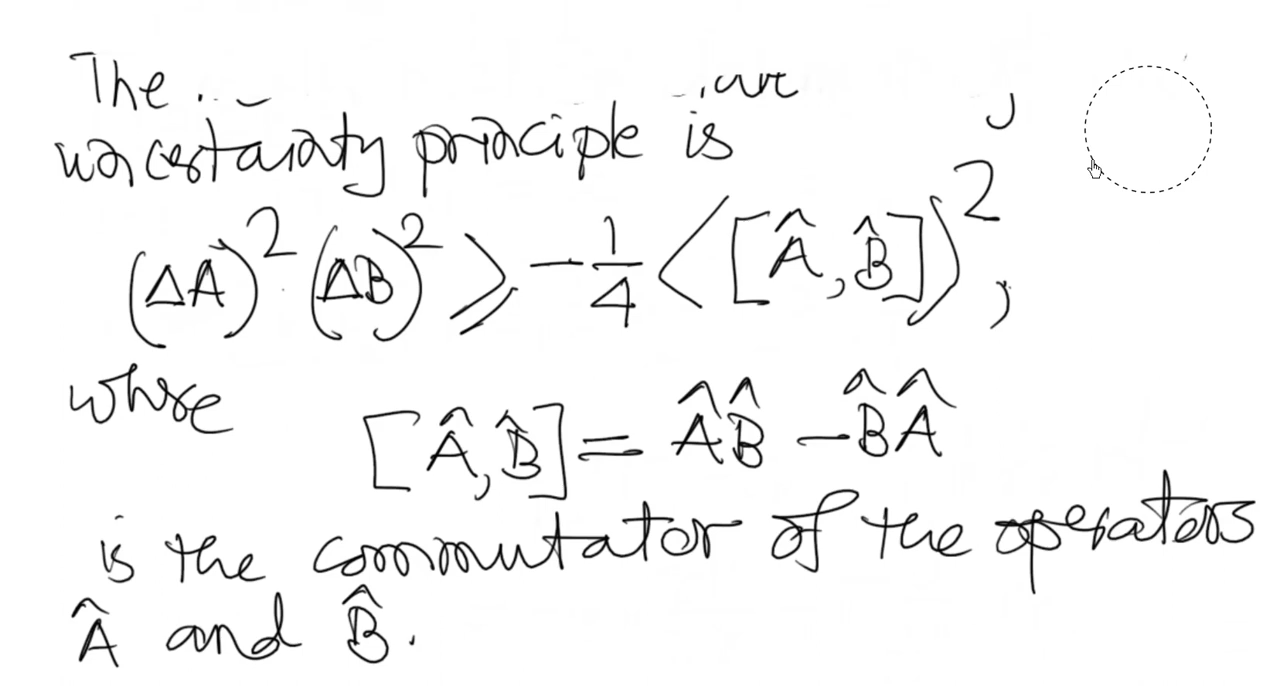 The
uncertainty principle is
(ΔA)² (ΔB)² ⩾ -1/4 ⟨[Â, B̂]⟩²,
where
[Â, B̂] = ÂB̂ - B̂Â
is the commutator of the operators
Â and B̂.